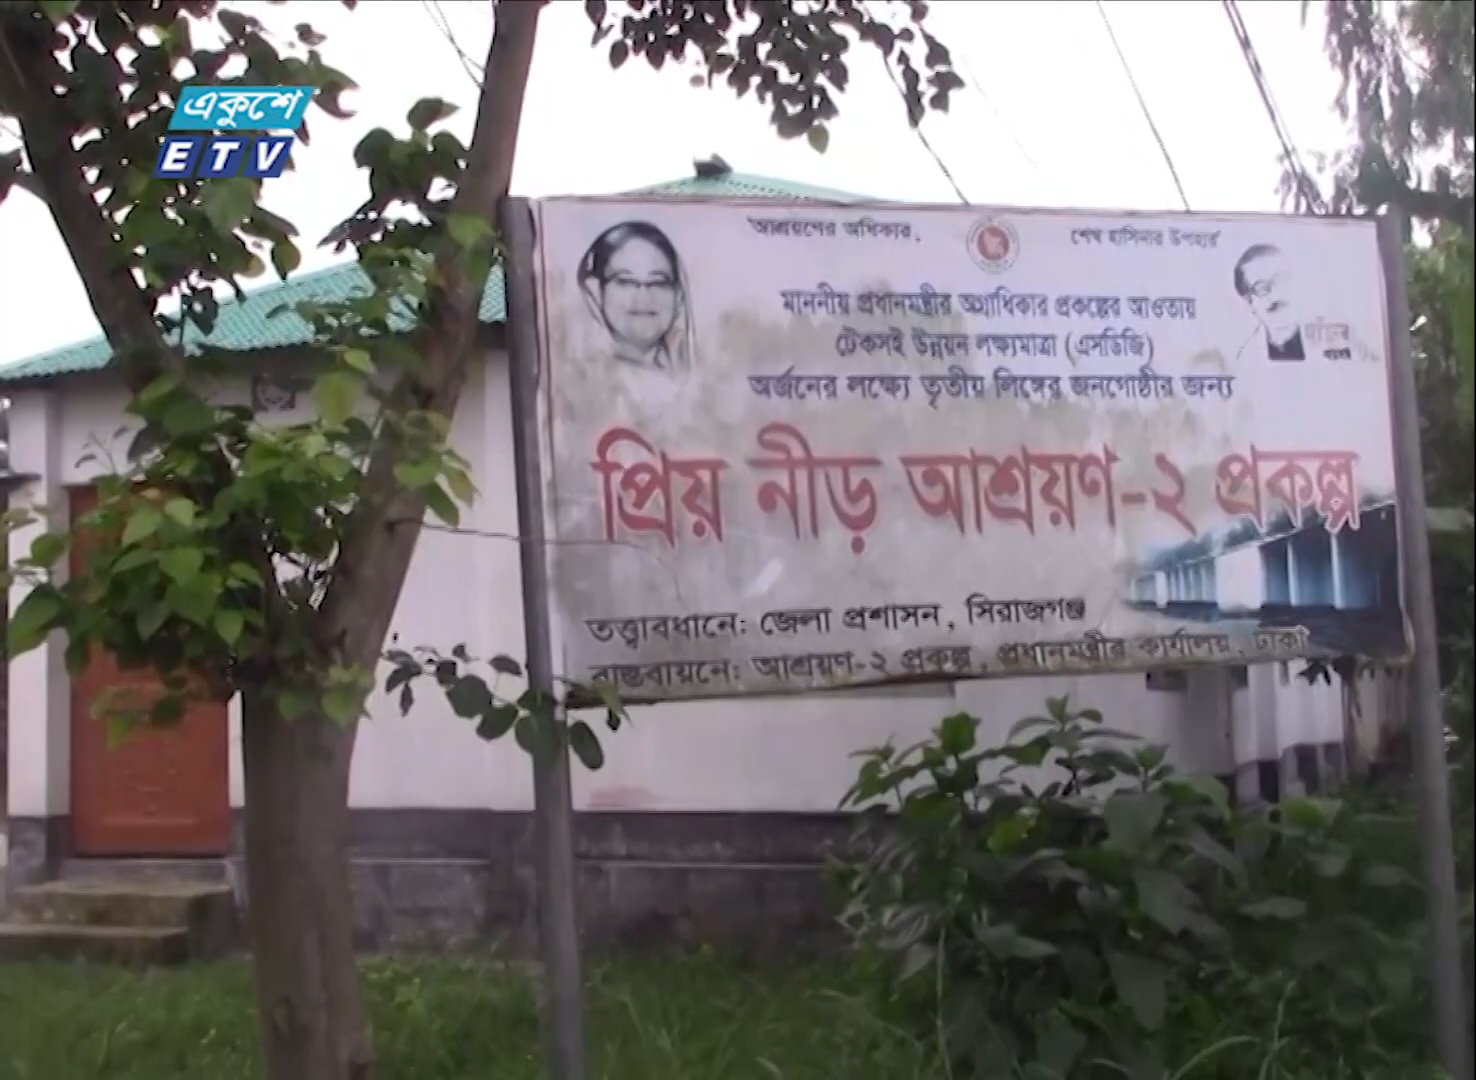 একুশে
ETV
আশ্রয়ণের অধিকার,
শেখ হাসিনার উপহার
মাননীয় প্রধানমন্ত্রীর অগ্রাধিকার প্রকল্পের আওতায়
টেকসই উন্নয়ন লক্ষ্যমাত্রা (এসডিজি)
অর্জনের লক্ষ্যে তৃতীয় লিঙ্গের জনগোষ্ঠীর জন্য
প্রিয় নীড় আশ্রয়ণ-২ প্রকল্প
তত্ত্বাবধানে: জেলা প্রশাসন, সিরাজগঞ্জ
বাস্তবায়নে: আশ্রয়ণ-২ প্রকল্প, প্রধানমন্ত্রীর কার্যালয়, ঢাকা